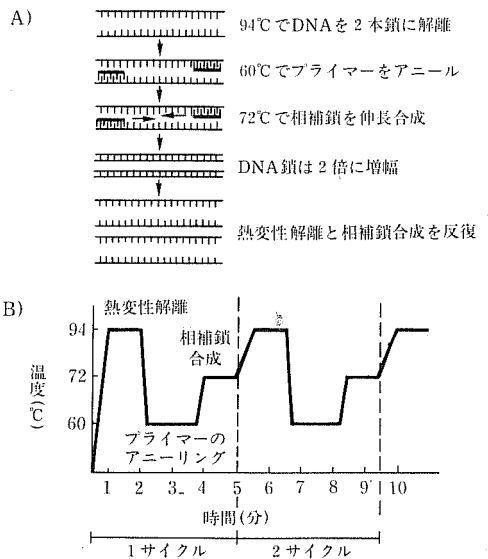 A)
94℃でDNAを2本鎖に解離
60℃でプライマーをアニール
72℃で相補鎖を伸長合成
DNA鎖は2倍に増幅
熱変性解離と相補鎖合成を反復
B)
熱変性解離
94
相補鎖
合成
72
温度(℃)
60
プライマーの
アニーリング
1 2 3 4 5 6 7 8 9 10
時間(分)
1サイクル 2サイクル